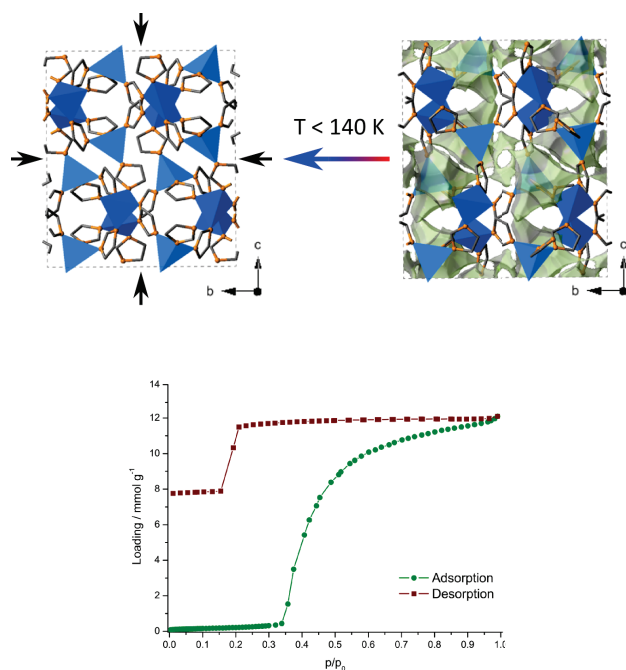 T < 140 K
c
b
c
b
14
12
10
8
6
4
2
0
Loading / mmol g⁻¹
Adsorption
Desorption
0.0 0.1 0.2 0.3 0.4 0.5 0.6 0.7 0.8 0.9 1.0
p/p₀